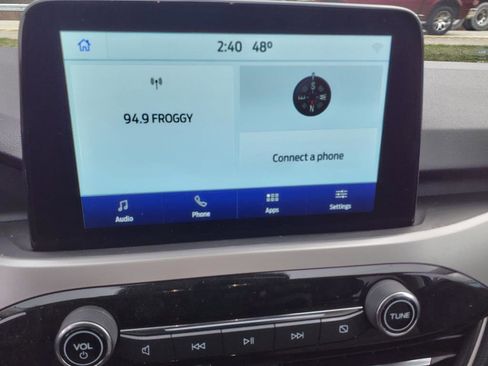 2:40 48°
94.9 FROGGY
S
E W
N
Connect a phone
Audio Phone Apps Settings
VOL TUNE